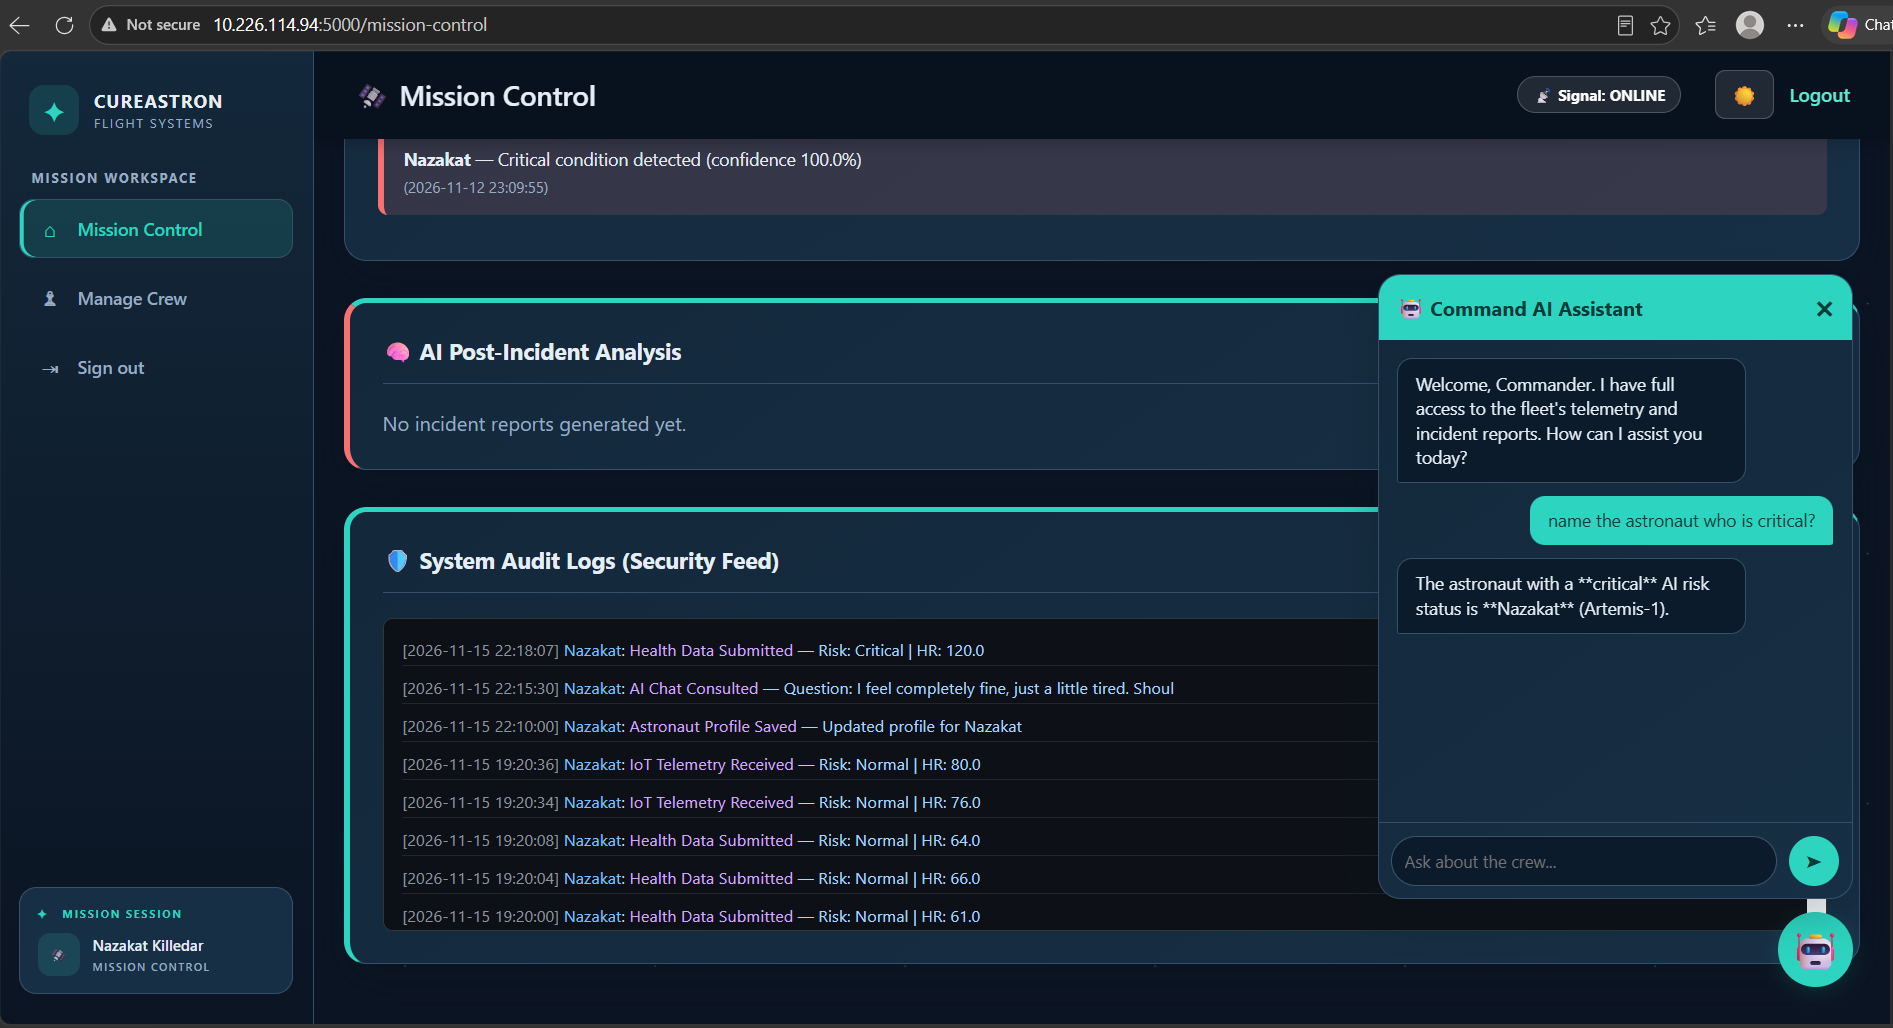 Not secure 10.226.114.94:5000/mission-control
Chat
CUREASTRON
FLIGHT SYSTEMS
MISSION WORKSPACE
Mission Control
Manage Crew
Sign out
MISSION SESSION
Nazakat Killedar
MISSION CONTROL
Mission Control
Signal: ONLINE
Logout
Nazakat — Critical condition detected (confidence 100.0%)
(2026-11-12 23:09:55)
AI Post-Incident Analysis
No incident reports generated yet.
System Audit Logs (Security Feed)
[2026-11-15 22:18:07] Nazakat: Health Data Submitted — Risk: Critical | HR: 120.0
[2026-11-15 22:15:30] Nazakat: AI Chat Consulted — Question: I feel completely fine, just a little tired. Shoul
[2026-11-15 22:10:00] Nazakat: Astronaut Profile Saved — Updated profile for Nazakat
[2026-11-15 19:20:36] Nazakat: IoT Telemetry Received — Risk: Normal | HR: 80.0
[2026-11-15 19:20:34] Nazakat: IoT Telemetry Received — Risk: Normal | HR: 76.0
[2026-11-15 19:20:08] Nazakat: Health Data Submitted — Risk: Normal | HR: 64.0
[2026-11-15 19:20:04] Nazakat: Health Data Submitted — Risk: Normal | HR: 66.0
[2026-11-15 19:20:00] Nazakat: Health Data Submitted — Risk: Normal | HR: 61.0
Command AI Assistant
Welcome, Commander. I have full
access to the fleet's telemetry and
incident reports. How can I assist you
today?
name the astronaut who is critical?
The astronaut with a **critical** AI risk
status is **Nazakat** (Artemis-1).
Ask about the crew...